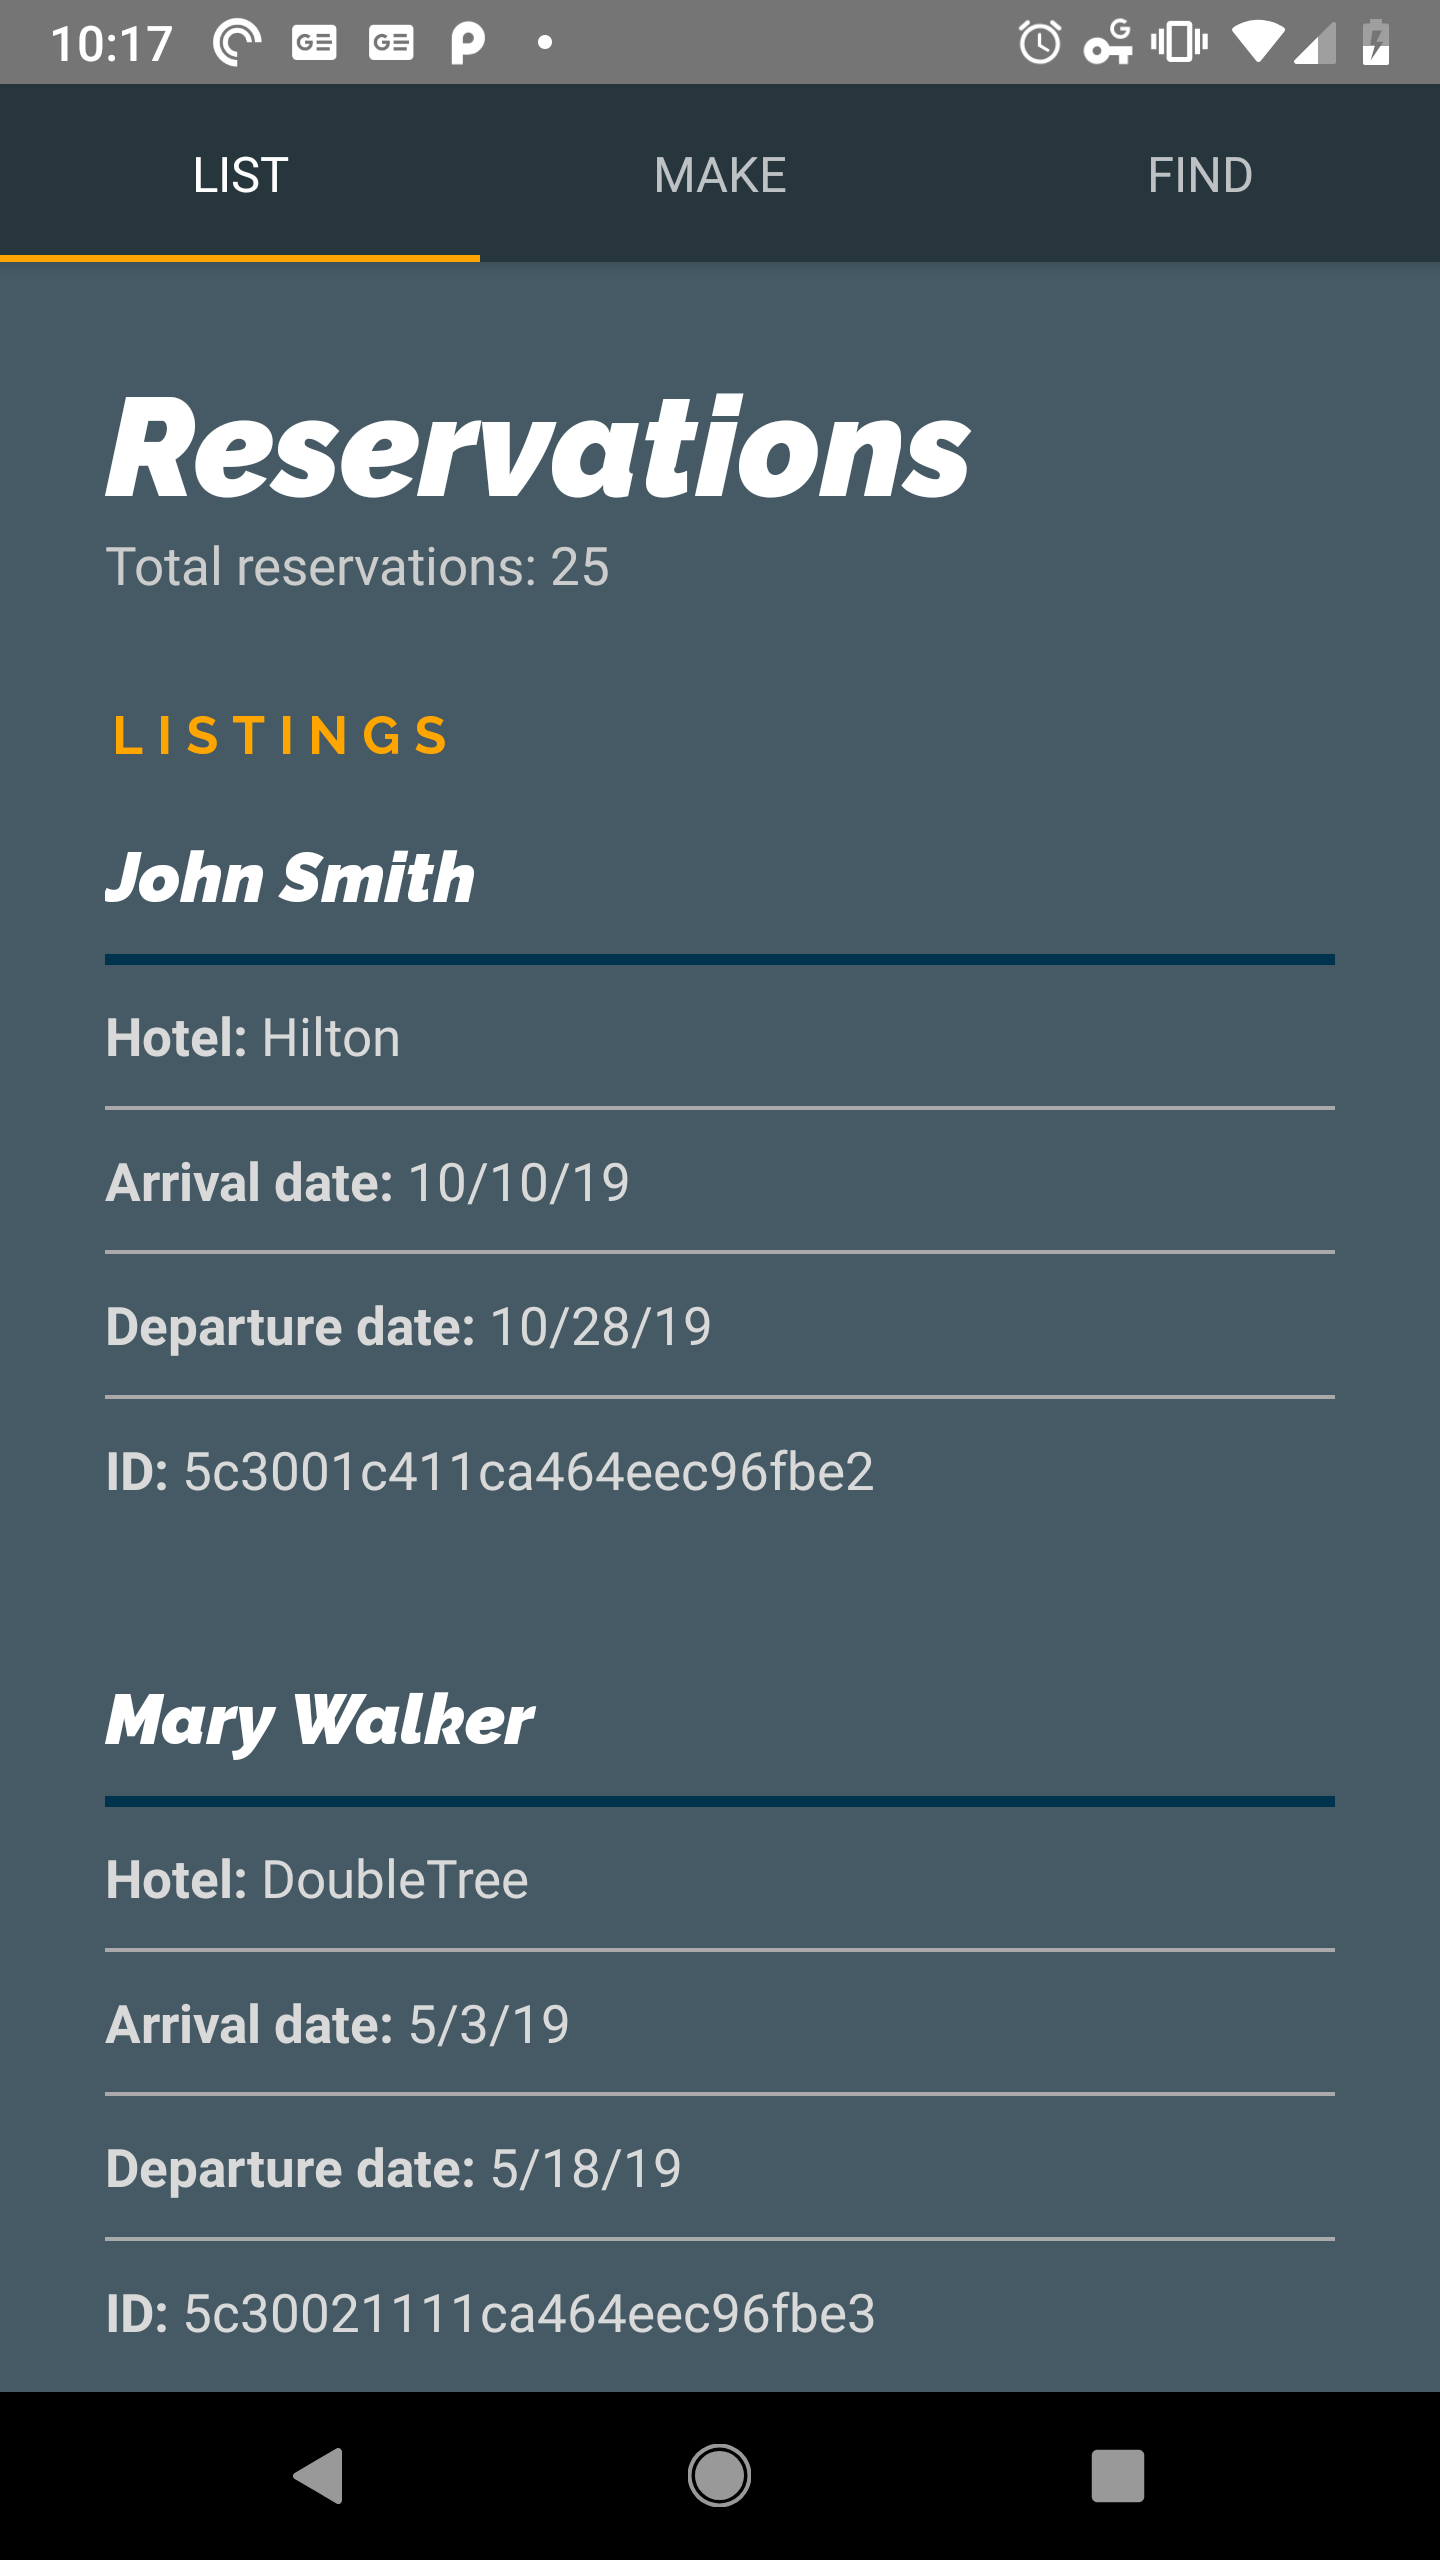 10:17
LIST MAKE FIND
Reservations
Total reservations: 25
LISTINGS
John Smith
Hotel: Hilton
Arrival date: 10/10/19
Departure date: 10/28/19
ID: 5c3001c411ca464eec96fbe2
Mary Walker
Hotel: DoubleTree
Arrival date: 5/3/19
Departure date: 5/18/19
ID: 5c30021111ca464eec96fbe3